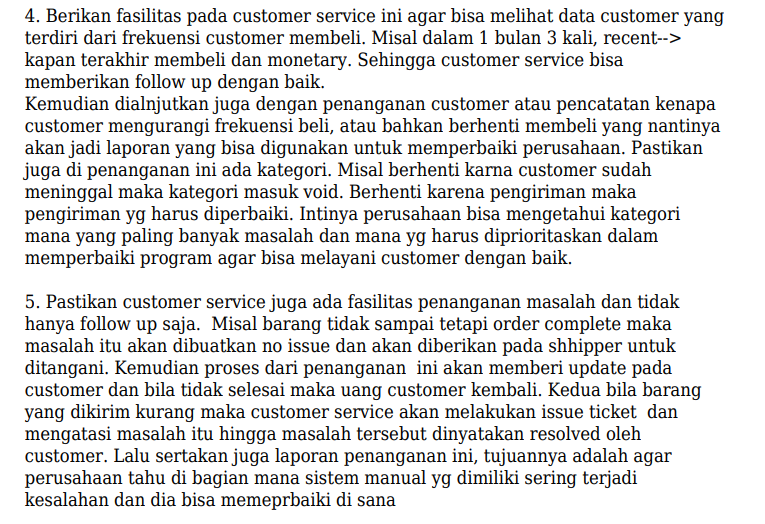 4. Berikan fasilitas pada customer service ini agar bisa melihat data customer yang
terdiri dari frekuensi customer membeli. Misal dalam 1 bulan 3 kali, recent-->
kapan terakhir membeli dan monetary. Sehingga customer service bisa
memberikan follow up dengan baik.
Kemudian dialnjutkan juga dengan penanganan customer atau pencatatan kenapa
customer mengurangi frekuensi beli, atau bahkan berhenti membeli yang nantinya
akan jadi laporan yang bisa digunakan untuk memperbaiki perusahaan. Pastikan
juga di penanganan ini ada kategori. Misal berhenti karna customer sudah
meninggal maka kategori masuk void. Berhenti karena pengiriman maka
pengiriman yg harus diperbaiki. Intinya perusahaan bisa mengetahui kategori
mana yang paling banyak masalah dan mana yg harus diprioritaskan dalam
memperbaiki program agar bisa melayani customer dengan baik.

5. Pastikan customer service juga ada fasilitas penanganan masalah dan tidak
hanya follow up saja.  Misal barang tidak sampai tetapi order complete maka
masalah itu akan dibuatkan no issue dan akan diberikan pada shhipper untuk
ditangani. Kemudian proses dari penanganan  ini akan memberi update pada
customer dan bila tidak selesai maka uang customer kembali. Kedua bila barang
yang dikirim kurang maka customer service akan melakukan issue ticket  dan
mengatasi masalah itu hingga masalah tersebut dinyatakan resolved oleh
customer. Lalu sertakan juga laporan penanganan ini, tujuannya adalah agar
perusahaan tahu di bagian mana sistem manual yg dimiliki sering terjadi
kesalahan dan dia bisa memeprbaiki di sana